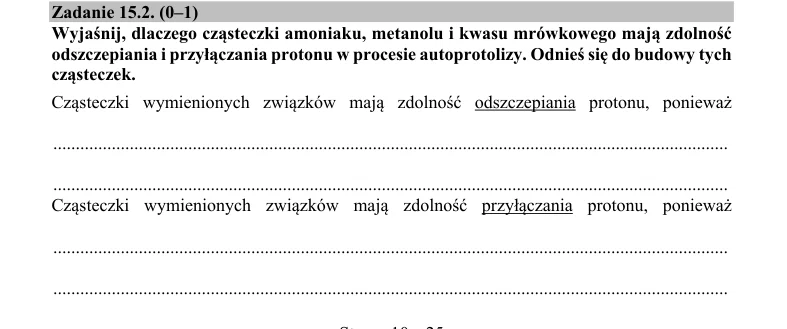 Zadanie 15.2. (0–1)
Wyjaśnij, dlaczego cząsteczki amoniaku, metanolu i kwasu mrówkowego mają zdolność
odszczepiania i przyłączania protonu w procesie autoprotolizy. Odnieś się do budowy tych
cząsteczek.
Cząsteczki wymienionych związków mają zdolność odszczepiania protonu, ponieważ
..........................................................................................................................................................
..........................................................................................................................................................
Cząsteczki wymienionych związków mają zdolność przyłączania protonu, ponieważ
..........................................................................................................................................................
..........................................................................................................................................................